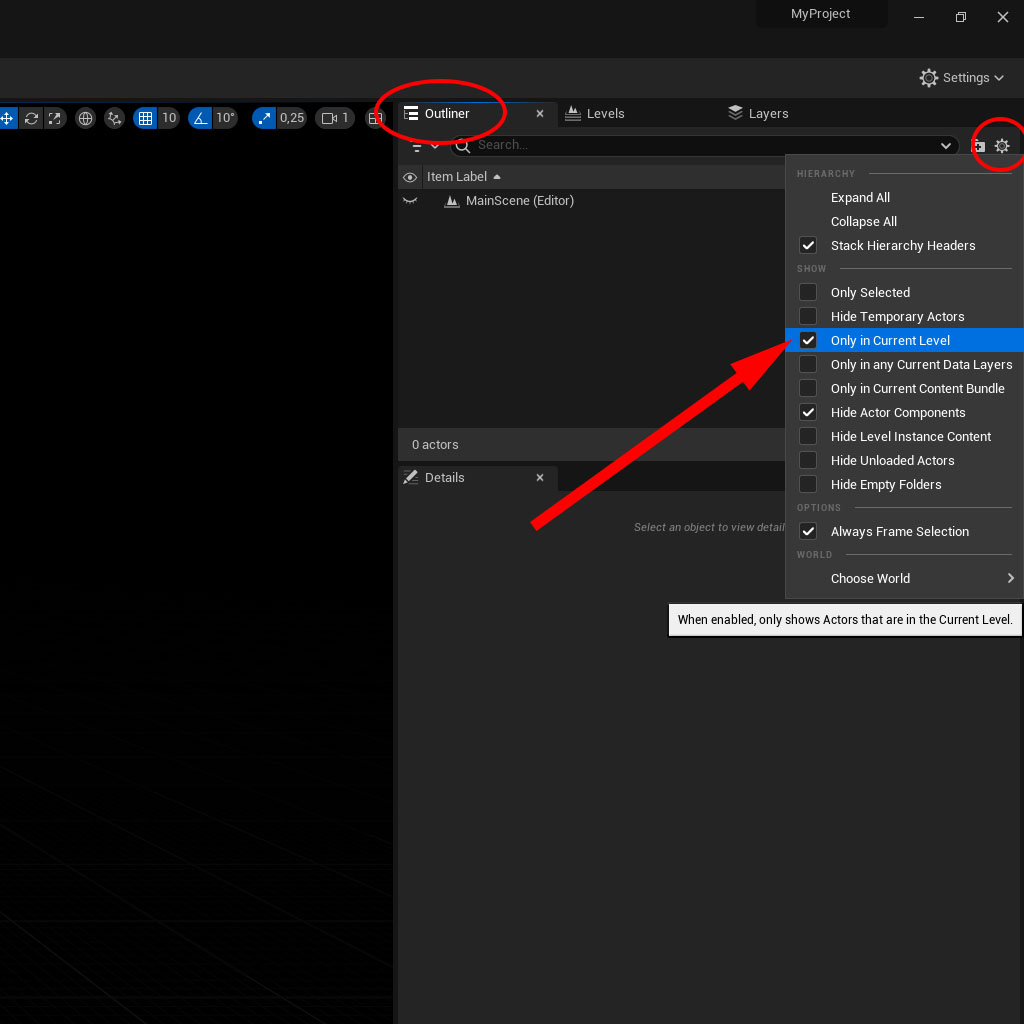 MyProject
Settings
10 10° 0,25 1
Outliner Levels Layers
Search...
Item Label
MainScene (Editor)
0 actors
Details
Select an object to view detail
HIERARCHY
Expand All
Collapse All
Stack Hierarchy Headers
SHOW
Only Selected
Hide Temporary Actors
Only in Current Level
Only in any Current Data Layers
Only in Current Content Bundle
Hide Actor Components
Hide Level Instance Content
Hide Unloaded Actors
Hide Empty Folders
OPTIONS
Always Frame Selection
WORLD
Choose World
When enabled, only shows Actors that are in the Current Level.